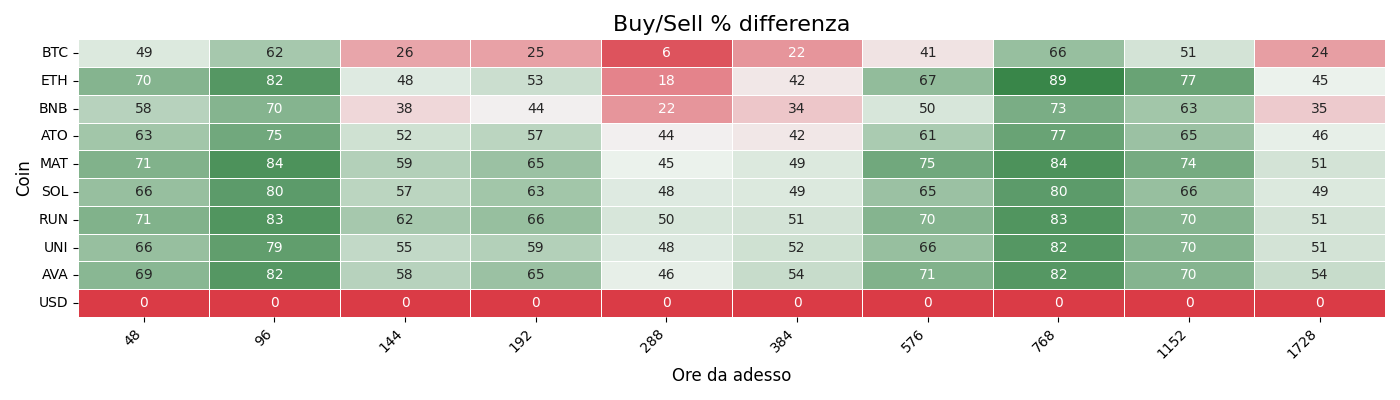 Buy/Sell % differenza
Coin
BTC 49 62 26 25 6 22 41 66 51 24
ETH 70 82 48 53 18 42 67 89 77 45
BNB 58 70 38 44 22 34 50 73 63 35
ATO 63 75 52 57 44 42 61 77 65 46
MAT 71 84 59 65 45 49 75 84 74 51
SOL 66 80 57 63 48 49 65 80 66 49
RUN 71 83 62 66 50 51 70 83 70 51
UNI 66 79 55 59 48 52 66 82 70 51
AVA 69 82 58 65 46 54 71 82 70 54
USD 0 0 0 0 0 0 0 0 0 0
48 96 144 192 288 384 576 768 1152 1728
Ore da adesso